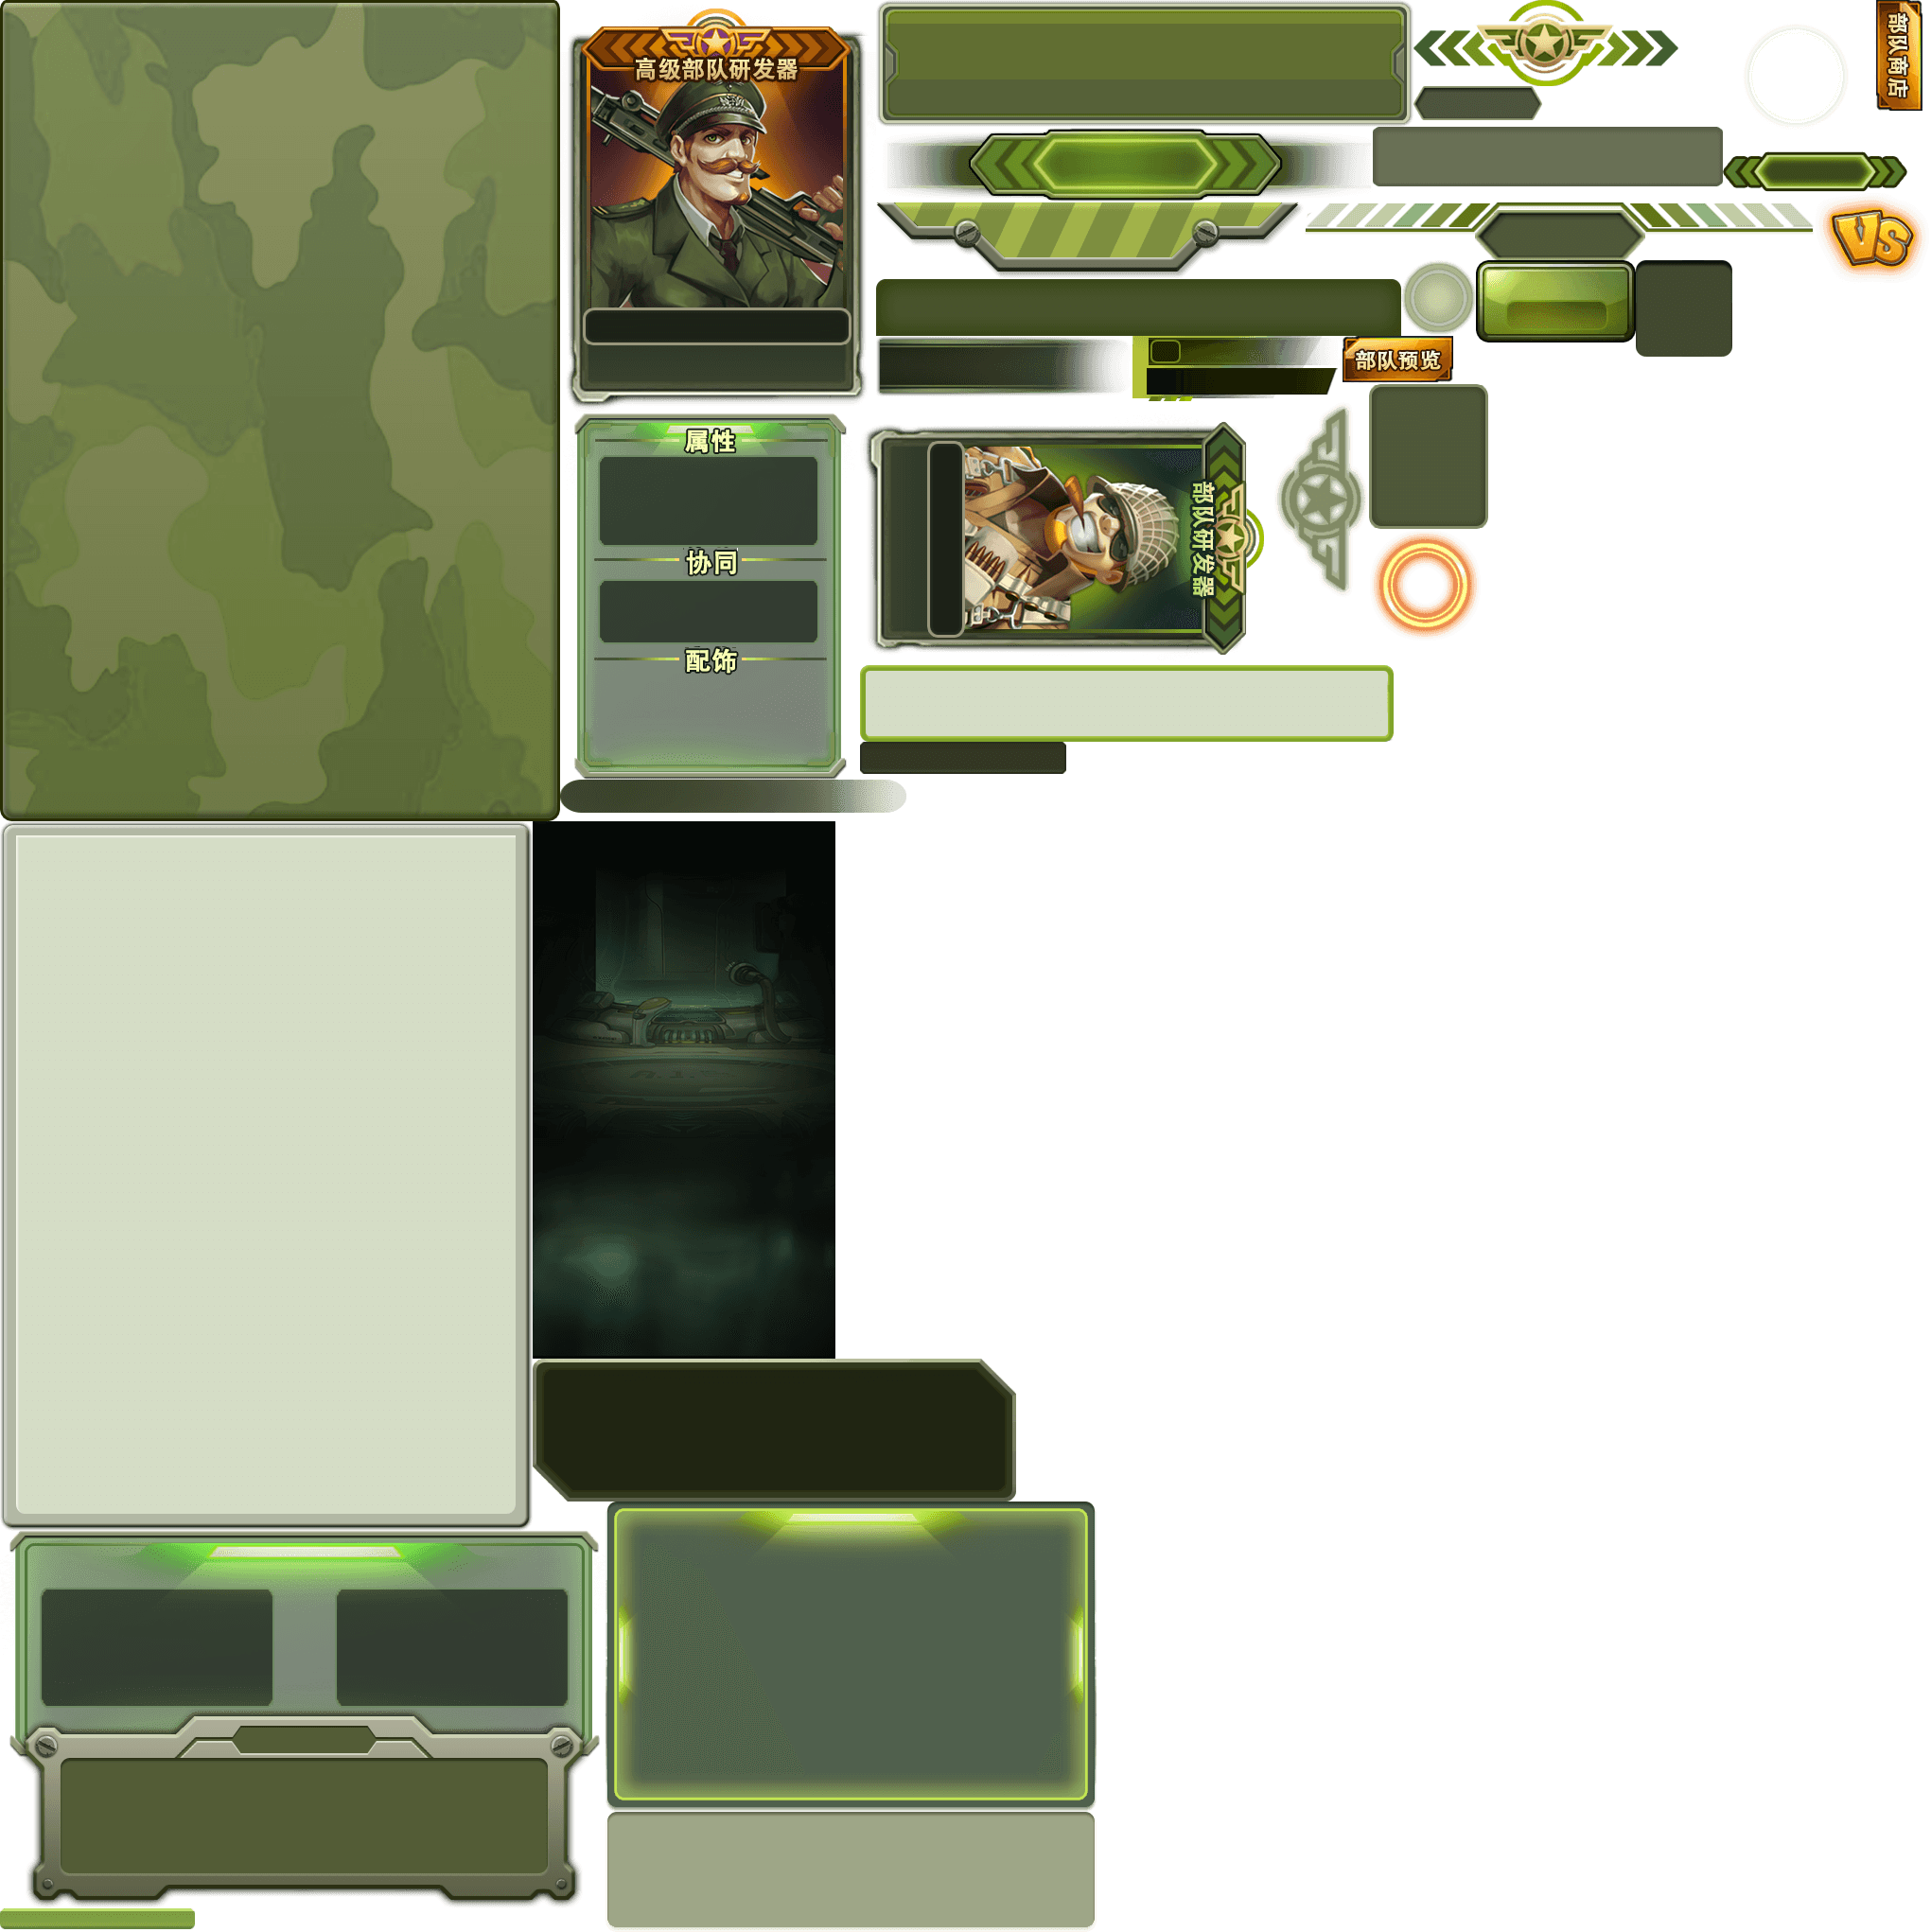 高级部队研发器
部队商店
VS
部队预览
属性
部队研发器
协同
配饰